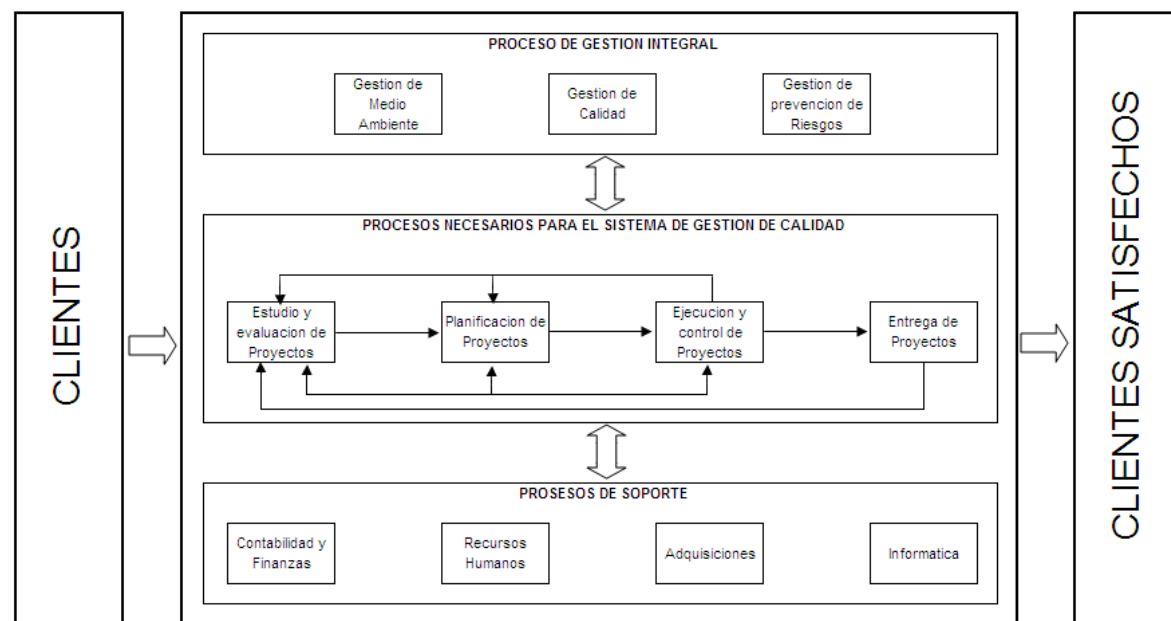 CLIENTES
PROCESO DE GESTION INTEGRAL
Gestion de
Medio
Ambiente
Gestion de
Calidad
Gestion de
prevencion de
Riesgos
PROCESOS NECESARIOS PARA EL SISTEMA DE GESTION DE CALIDAD
Estudio y
evaluacion de
Proyectos
Planificacion de
Proyectos
Ejecucion y
control de
Proyectos
Entrega de
Proyectos
PROSESOS DE SOPORTE
Contabilidad y
Finanzas
Recursos
Humanos
Adquisiciones
Informatica
CLIENTES SATISFECHOS